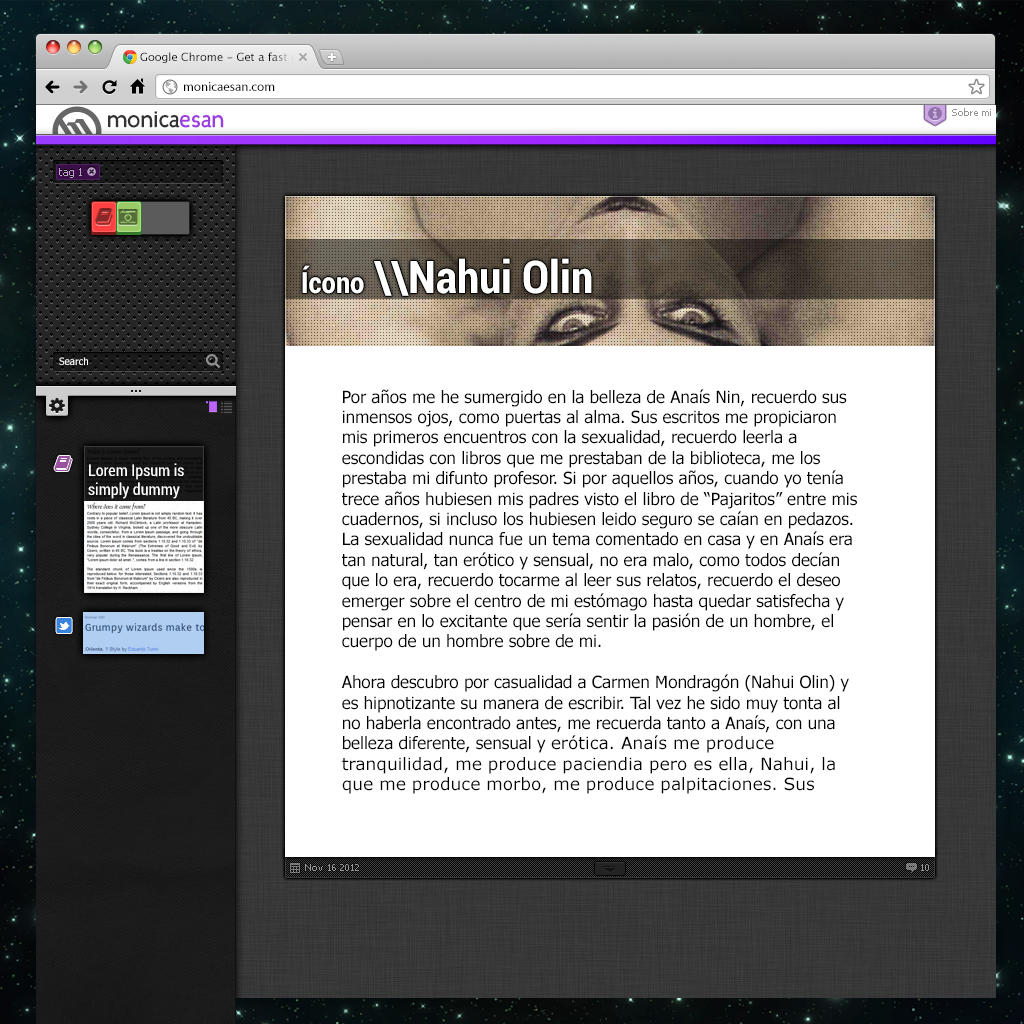 Google Chrome – Get a fast
monicaesan.com
monicaesan
Sobre mi
tag 1
Search
Lorem Ipsum is
simply dummy
Where does it come from?
Grumpy wizards make to
Ícono \\Nahui Olin
Por años me he sumergido en la belleza de Anaís Nin, recuerdo sus
inmensos ojos, como puertas al alma. Sus escritos me propiciaron
mis primeros encuentros con la sexualidad, recuerdo leerla a
escondidas con libros que me prestaban de la biblioteca, me los
prestaba mi difunto profesor. Si por aquellos años, cuando yo tenía
trece años hubiesen mis padres visto el libro de “Pajaritos” entre mis
cuadernos, si incluso los hubiesen leido seguro se caían en pedazos.
La sexualidad nunca fue un tema comentado en casa y en Anaís era
tan natural, tan erótico y sensual, no era malo, como todos decían
que lo era, recuerdo tocarme al leer sus relatos, recuerdo el deseo
emerger sobre el centro de mi estómago hasta quedar satisfecha y
pensar en lo excitante que sería sentir la pasión de un hombre, el
cuerpo de un hombre sobre de mi.
Ahora descubro por casualidad a Carmen Mondragón (Nahui Olin) y
es hipnotizante su manera de escribir. Tal vez he sido muy tonta al
no haberla encontrado antes, me recuerda tanto a Anaís, con una
belleza diferente, sensual y erótica. Anaís me produce
tranquilidad, me produce paciendia pero es ella, Nahui, la
que me produce morbo, me produce palpitaciones. Sus
Nov 16 2012
10